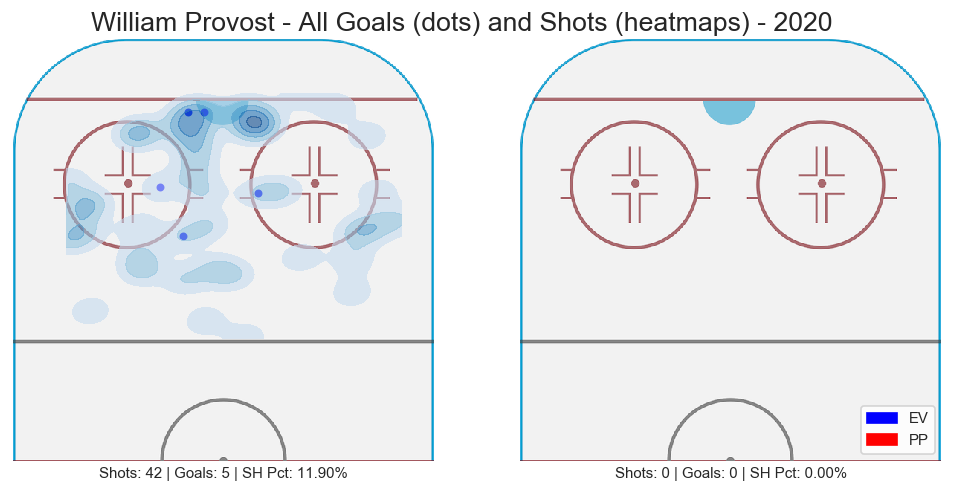 William Provost - All Goals (dots) and Shots (heatmaps) - 2020
EV
PP
Shots: 42 | Goals: 5 | SH Pct: 11.90%
Shots: 0 | Goals: 0 | SH Pct: 0.00%